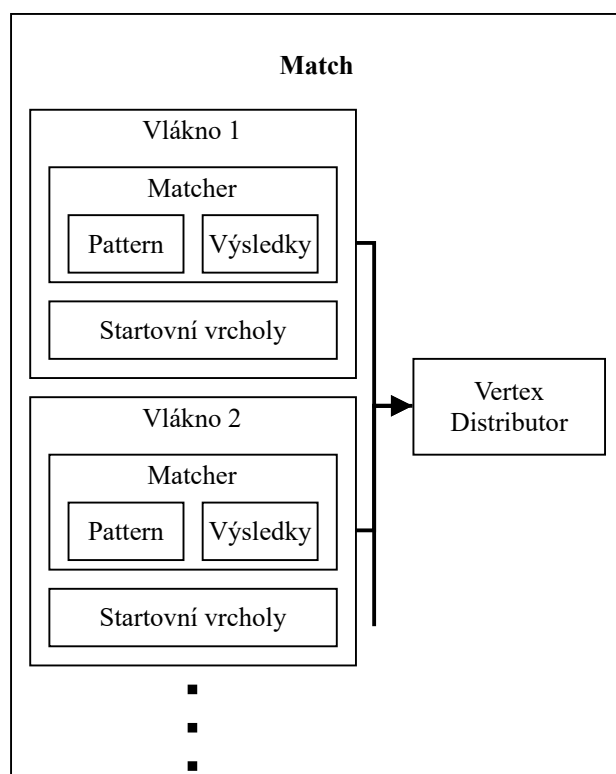 Match
Vlákno 1
Matcher
Pattern
Výsledky
Startovní vrcholy
Vlákno 2
Matcher
Pattern
Výsledky
Startovní vrcholy
Vertex
Distributor